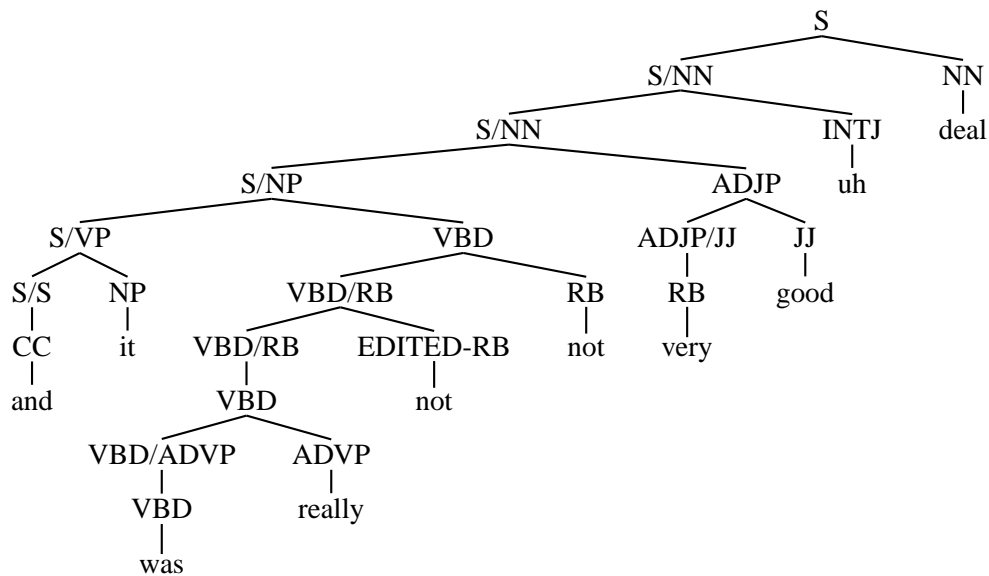 S
S/NN NN
S/NN INTJ deal
S/NP ADJP uh
S/VP VBD ADJP/JJ JJ
S/S NP VBD/RB RB RB good
CC it VBD/RB EDITED-RB not very
and VBD not
VBD/ADVP ADVP
VBD really
was